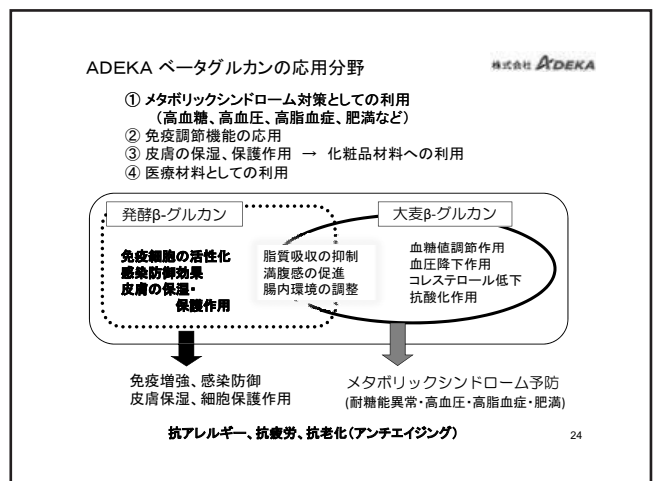 ADEKA ベータグルカンの応用分野
株式会社 ADEKA
① メタボリックシンドローム対策としての利用
(高血糖、高血圧、高脂血症、肥満など)
② 免疫調節機能の応用
③ 皮膚の保湿、保護作用 → 化粧品材料への利用
④ 医療材料としての利用
発酵β-グルカン
大麦β-グルカン
免疫細胞の活性化
感染防御効果
皮膚の保湿・
保護作用
脂質吸収の抑制
満腹感の促進
腸内環境の調整
血糖値調節作用
血圧降下作用
コレステロール低下
抗酸化作用
免疫増強、感染防御
皮膚保湿、細胞保護作用
メタボリックシンドローム予防
(耐糖能異常・高血圧・高脂血症・肥満)
抗アレルギー、抗疲労、抗老化(アンチエイジング)
24